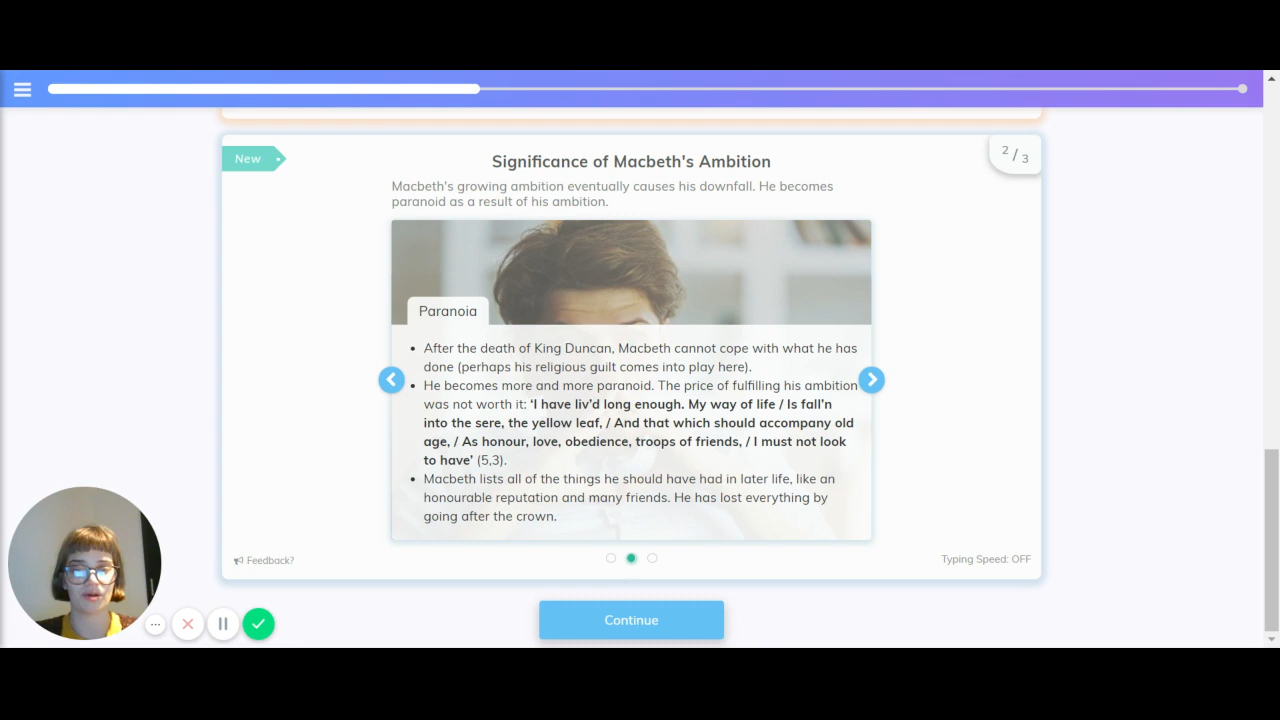 New
Significance of Macbeth's Ambition
2 / 3
Macbeth's growing ambition eventually causes his downfall. He becomes
paranoid as a result of his ambition.
Paranoia
• After the death of King Duncan, Macbeth cannot cope with what he has
done (perhaps his religious guilt comes into play here).
• He becomes more and more paranoid. The price of fulfilling his ambition
was not worth it: ‘I have liv’d long enough. My way of life / Is fall’n
into the sere, the yellow leaf, / And that which should accompany old
age, / As honour, love, obedience, troops of friends, / I must not look
to have’ (5,3).
• Macbeth lists all of the things he should have had in later life, like an
honourable reputation and many friends. He has lost everything by
going after the crown.
Feedback?
Typing Speed: OFF
Continue